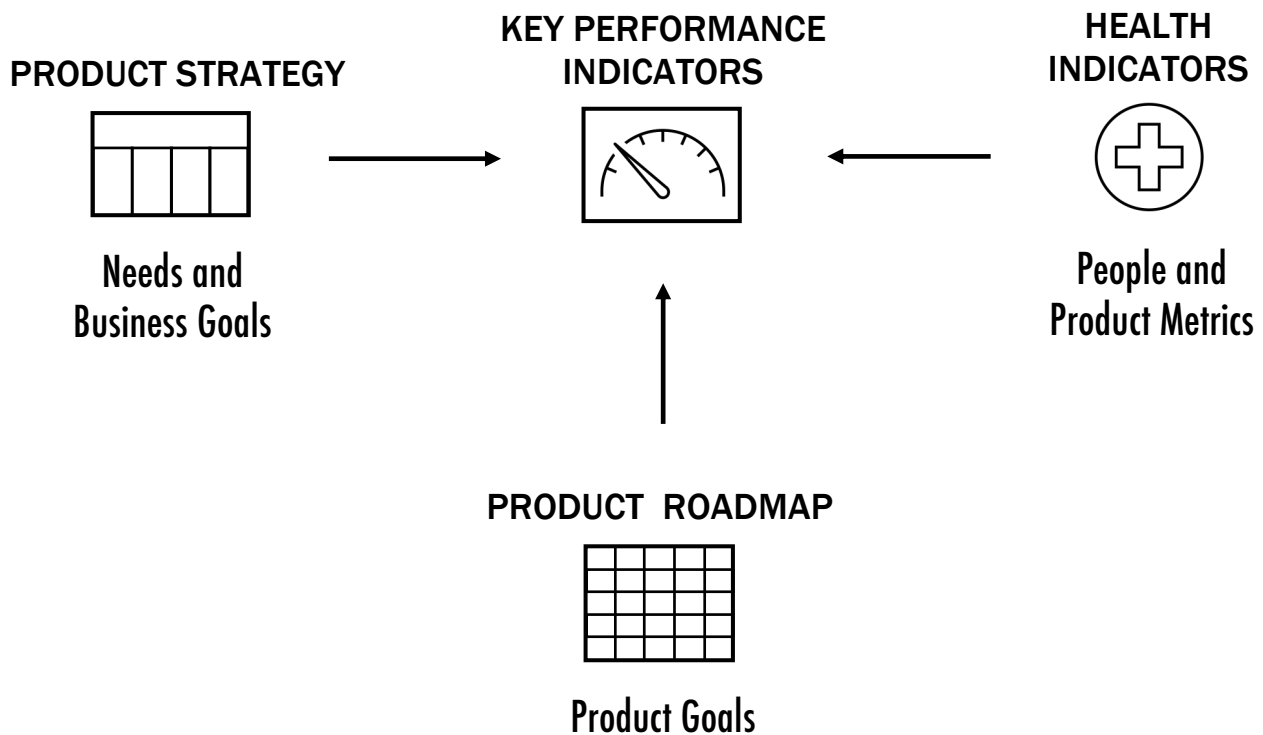 PRODUCT STRATEGY
Needs and
Business Goals
KEY PERFORMANCE
INDICATORS
HEALTH
INDICATORS
People and
Product Metrics
PRODUCT ROADMAP
Product Goals